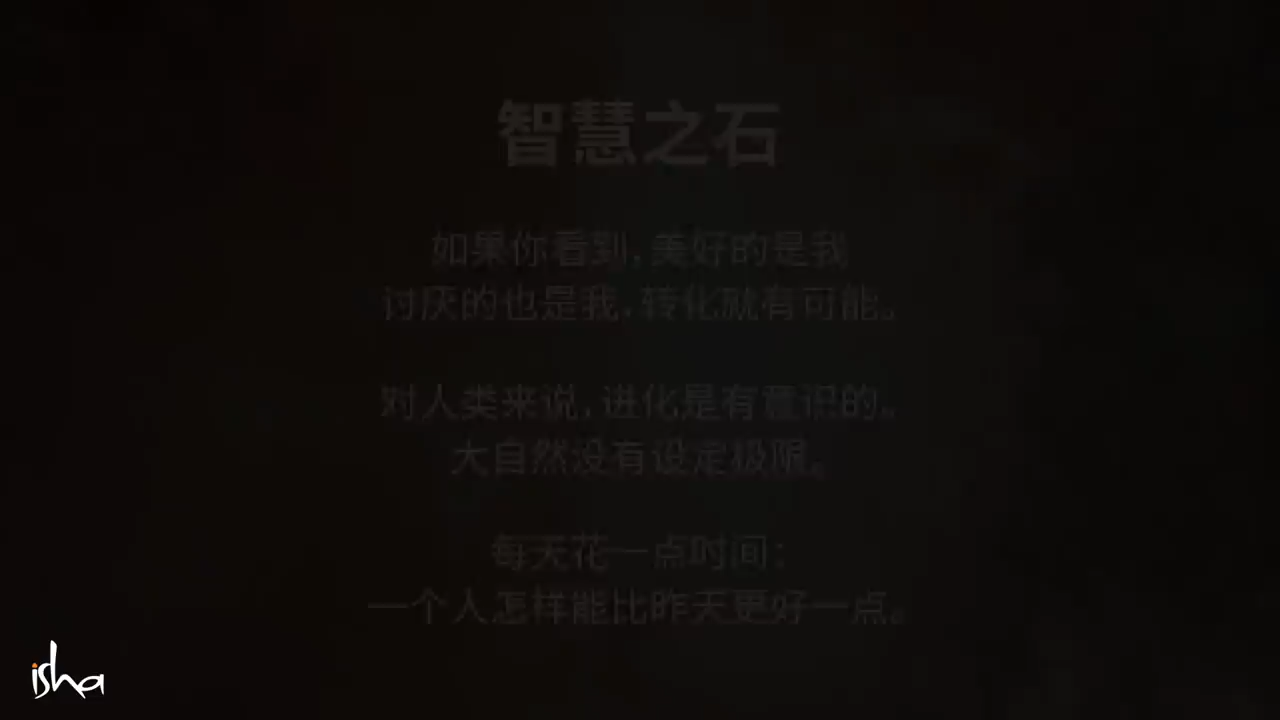 智慧之石
如果你看到，美好的是我
讨厌的也是我，转化就有可能。
对人类来说，进化是有意识的。
大自然没有设定极限。
每天花一点时间：
一个人怎样能比昨天更好一点。
isha